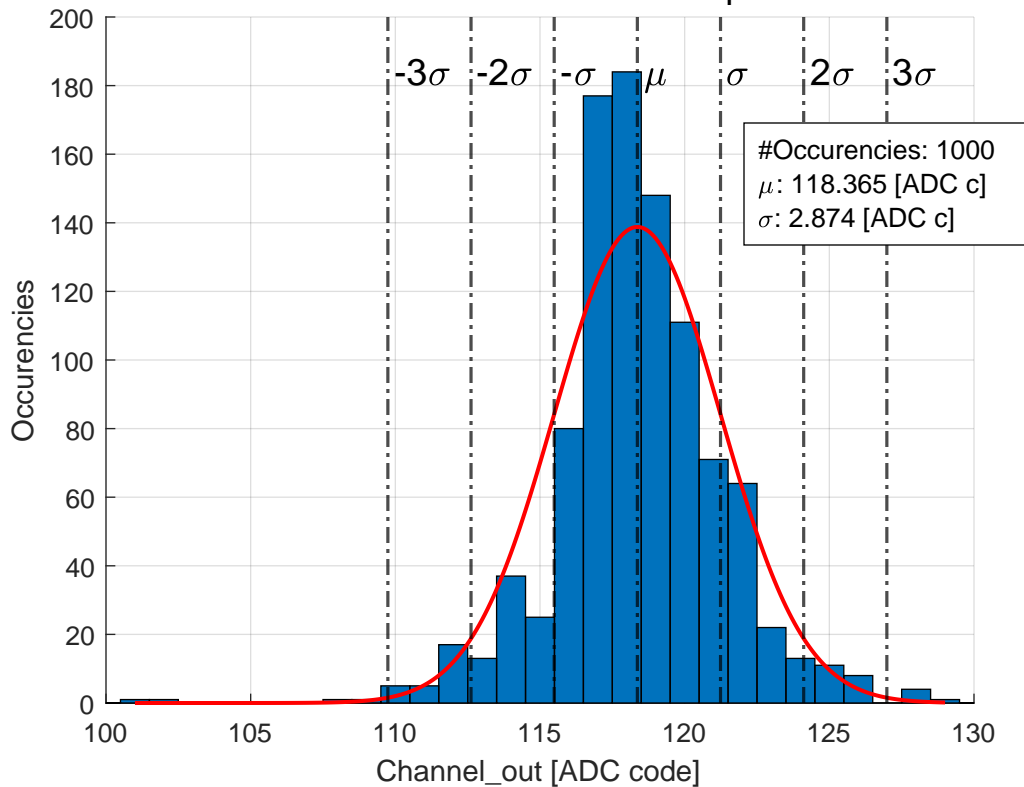 200
180
160
140
120
100
80
60
40
20
0
Occurencies
-3σ -2σ -σ μ σ 2σ 3σ
#Occurencies: 1000
μ: 118.365 [ADC c]
σ: 2.874 [ADC c]
100 105 110 115 120 125 130
Channel_out [ADC code]